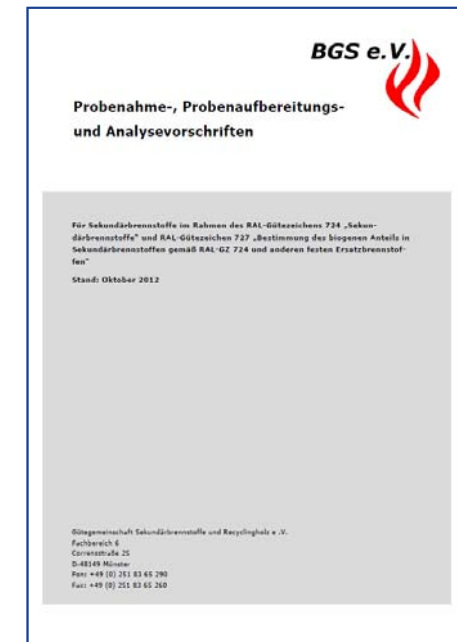 BGS e.V.
Probenahme-, Probenaufbereitungs-
und Analysevorschriften
Für Sekundärbrennstoffe im Rahmen des RAL-Gütezeichens 724 „Sekun-
därbrennstoffe" und RAL-Gütezeichen 727 „Bestimmung des biogenen Anteils in
Sekundärbrennstoffen gemäß RAL-GZ 724 und anderen festen Ersatzbrennstof-
fen"
Stand: Oktober 2012
Gütegemeinschaft Sekundärbrennstoffe und Recyclingholz e .V.
Fachbereich 6
Corrensstraße 25
D-48149 Münster
Fon: +49 (0) 251 83 65 290
Fax: +49 (0) 251 83 65 260